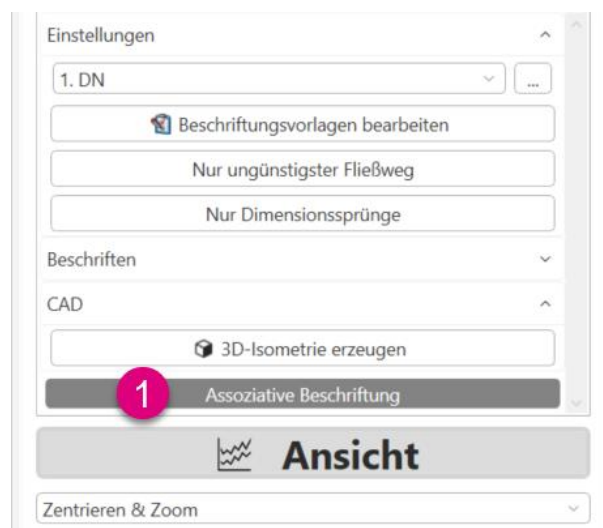 Einstellungen
1. DN
...
Beschriftungsvorlagen bearbeiten
Nur ungünstigster Fließweg
Nur Dimensionssprünge
Beschriften
CAD
3D-Isometrie erzeugen
1 Assoziative Beschriftung
Ansicht
Zentrieren & Zoom